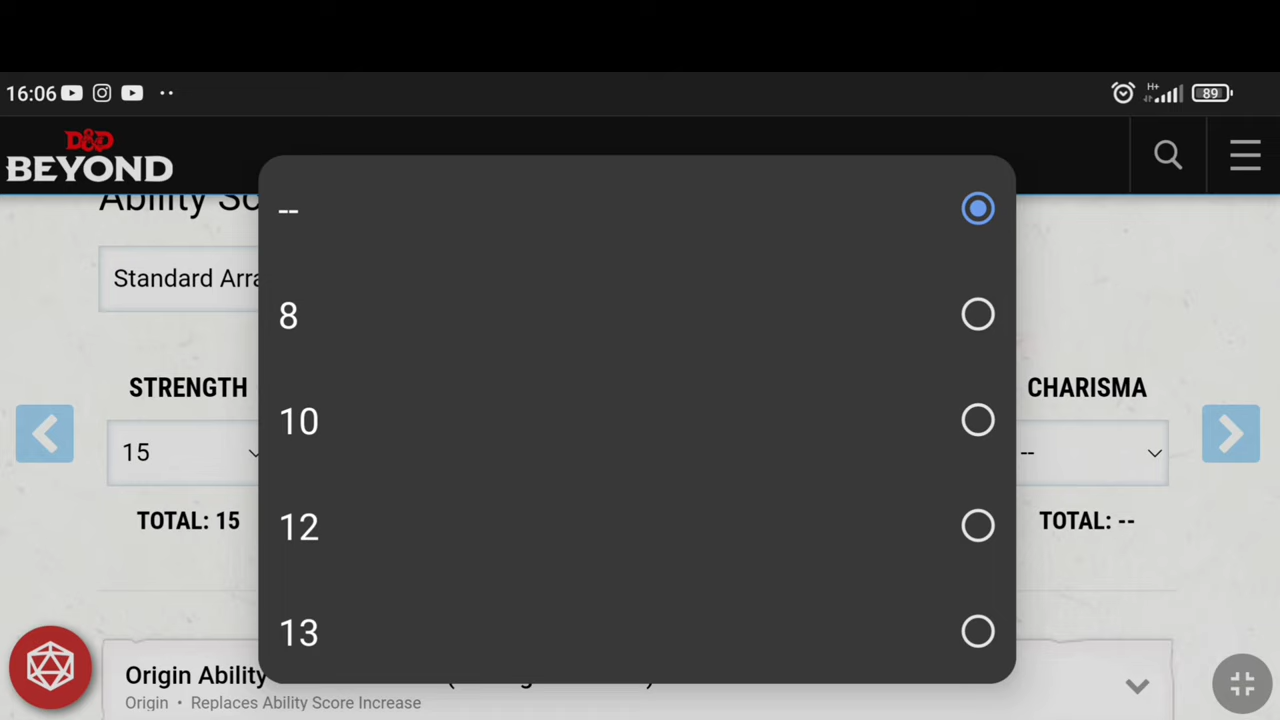 16:06
H+
89
D&D
BEYOND
Ability Sc
Standard Arra
--
8
10
12
13
STRENGTH
15
TOTAL: 15
CHARISMA
--
TOTAL: --
Origin Ability
Origin • Replaces Ability Score Increase